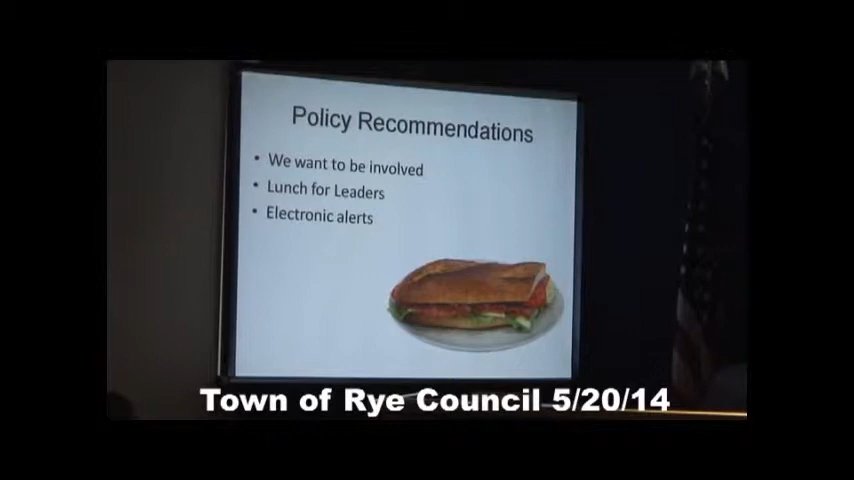 Policy Recommendations
• We want to be involved
• Lunch for Leaders
• Electronic alerts
Town of Rye Council 5/20/14